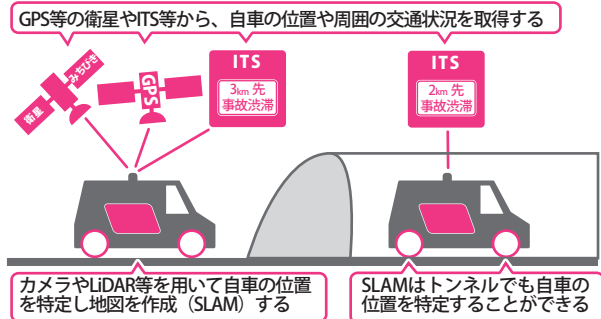 GPS等の衛星やITS等から、自車の位置や周囲の交通状況を取得する
みちびき
衛星
GPS
ITS
3km 先
事故渋滞
ITS
2km 先
事故渋滞
カメラやLiDAR等を用いて自車の位置
を特定し地図を作成（SLAM）する
SLAMはトンネルでも自車の
位置を特定することができる